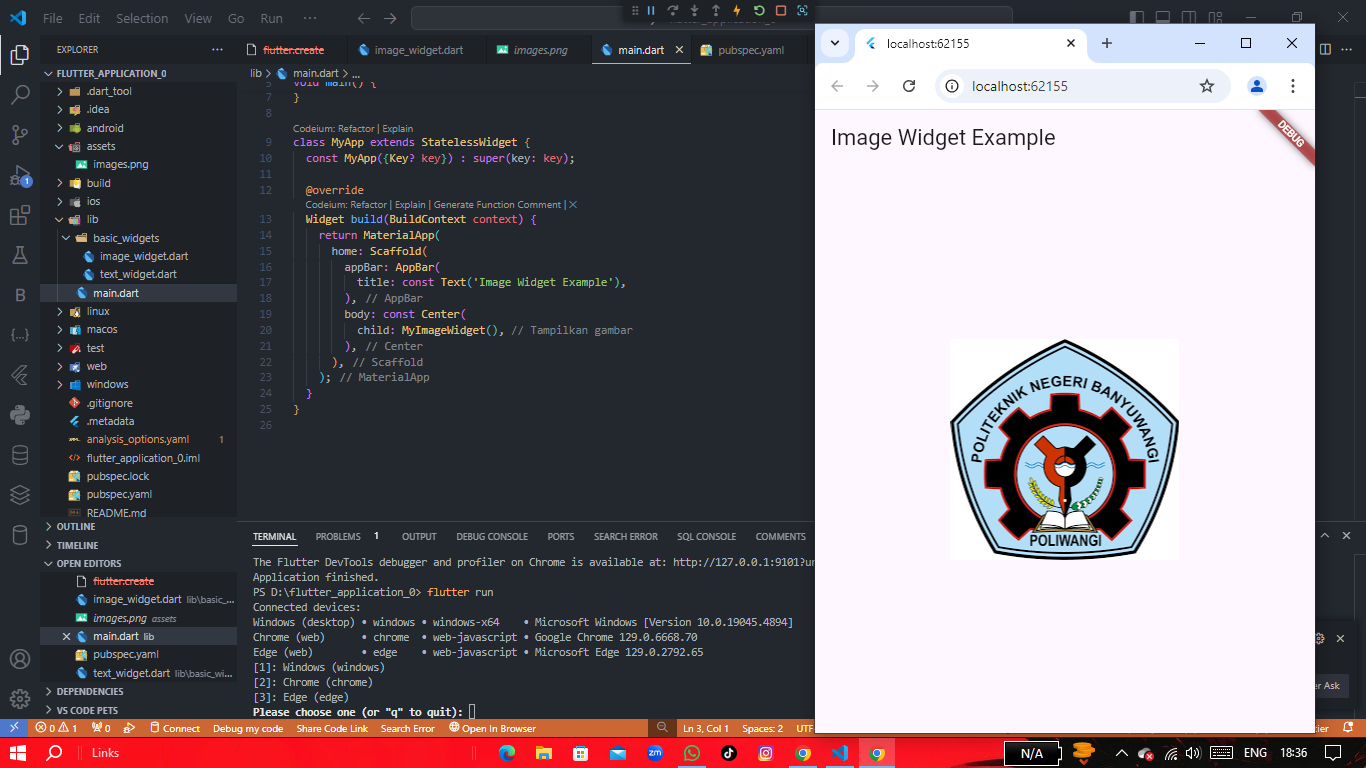 File Edit Selection View Go Run ···
EXPLORER
FLUTTER_APPLICATION_0
.dart_tool
.idea
android
assets
images.png
build
ios
lib
basic_widgets
image_widget.dart
text_widget.dart
main.dart
linux
macos
test
web
windows
.gitignore
.metadata
analysis_options.yaml 1
flutter_application_0.iml
pubspec.lock
pubspec.yaml
README.md
OUTLINE
TIMELINE
OPEN EDITORS
flutter.create
image_widget.dart lib\basic_...
images.png assets
main.dart lib
pubspec.yaml
text_widget.dart lib\basic_wi...
DEPENDENCIES
VS CODE PETS
1
flutter.create image_widget.dart images.png main.dart pubspec.yaml
lib > main.dart > ...
void main() {
7 }
8
Codeium: Refactor | Explain
9 class MyApp extends StatelessWidget {
10 const MyApp({Key? key}) : super(key: key);
11
12 @override
Codeium: Refactor | Explain | Generate Function Comment | X
13 Widget build(BuildContext context) {
14 return MaterialApp(
15 home: Scaffold(
16 appBar: AppBar(
17 title: const Text('Image Widget Example'),
18 ), // AppBar
19 body: const Center(
20 child: MyImageWidget(), // Tampilkan gambar
21 ), // Center
22 ), // Scaffold
23 ); // MaterialApp
24 }
25 }
26
TERMINAL PROBLEMS 1 OUTPUT DEBUG CONSOLE PORTS SEARCH ERROR SQL CONSOLE COMMENTS
The Flutter DevTools debugger and profiler on Chrome is available at: http://127.0.0.1:9101?ur
Application finished.
PS D:\flutter_application_0> flutter run
Connected devices:
Windows (desktop) • windows • windows-x64 • Microsoft Windows [Version 10.0.19045.4894]
Chrome (web) • chrome • web-javascript • Google Chrome 129.0.6668.70
Edge (web) • edge • web-javascript • Microsoft Edge 129.0.2792.65
[1]: Windows (windows)
[2]: Chrome (chrome)
[3]: Edge (edge)
Please choose one (or "q" to quit):
localhost:62155
localhost:62155
DEBUG
Image Widget Example
POLITEKNIK NEGERI BANYUWANGI
POLIWANGI
er Ask
0 1 0 Connect Debug my code Share Code Link Search Error Open In Browser Ln 3, Col 1 Spaces: 2 UTF
tier
Links
zm
N/A
ENG 18:36